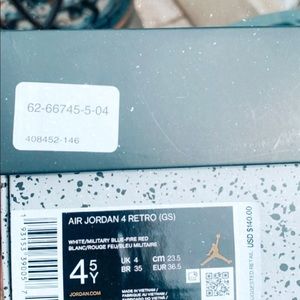 62-66745-5-04
408452-146
AIR JORDAN 4 RETRO (GS)
WHITE/MILITARY BLUE-FIRE RED
BLANC/ROUGE FEU/BLEU MILITAIRE
4.5Y
UK 4
cm 23.5
BR 35
EUR 36.5
JORDAN.COM
MADE IN VIETNAM
SUGGESTED RETAIL USD $140.00